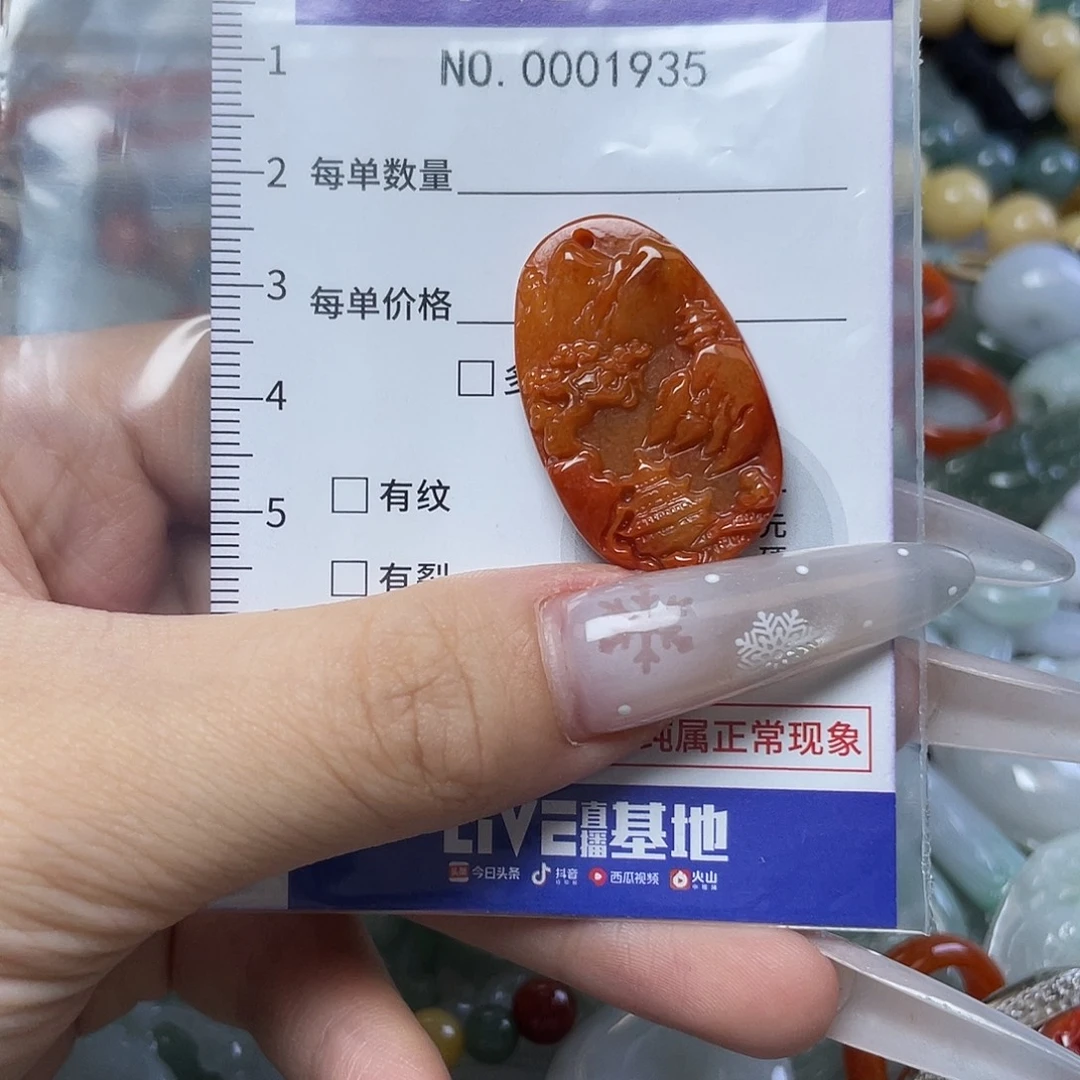 NO. 0001935
1
2 每单数量
3 每单价格
4
□多
5 □有纹
元
□有裂
纯属正常现象
LIVE直播基地
今日头条 抖音 西瓜视频 火山